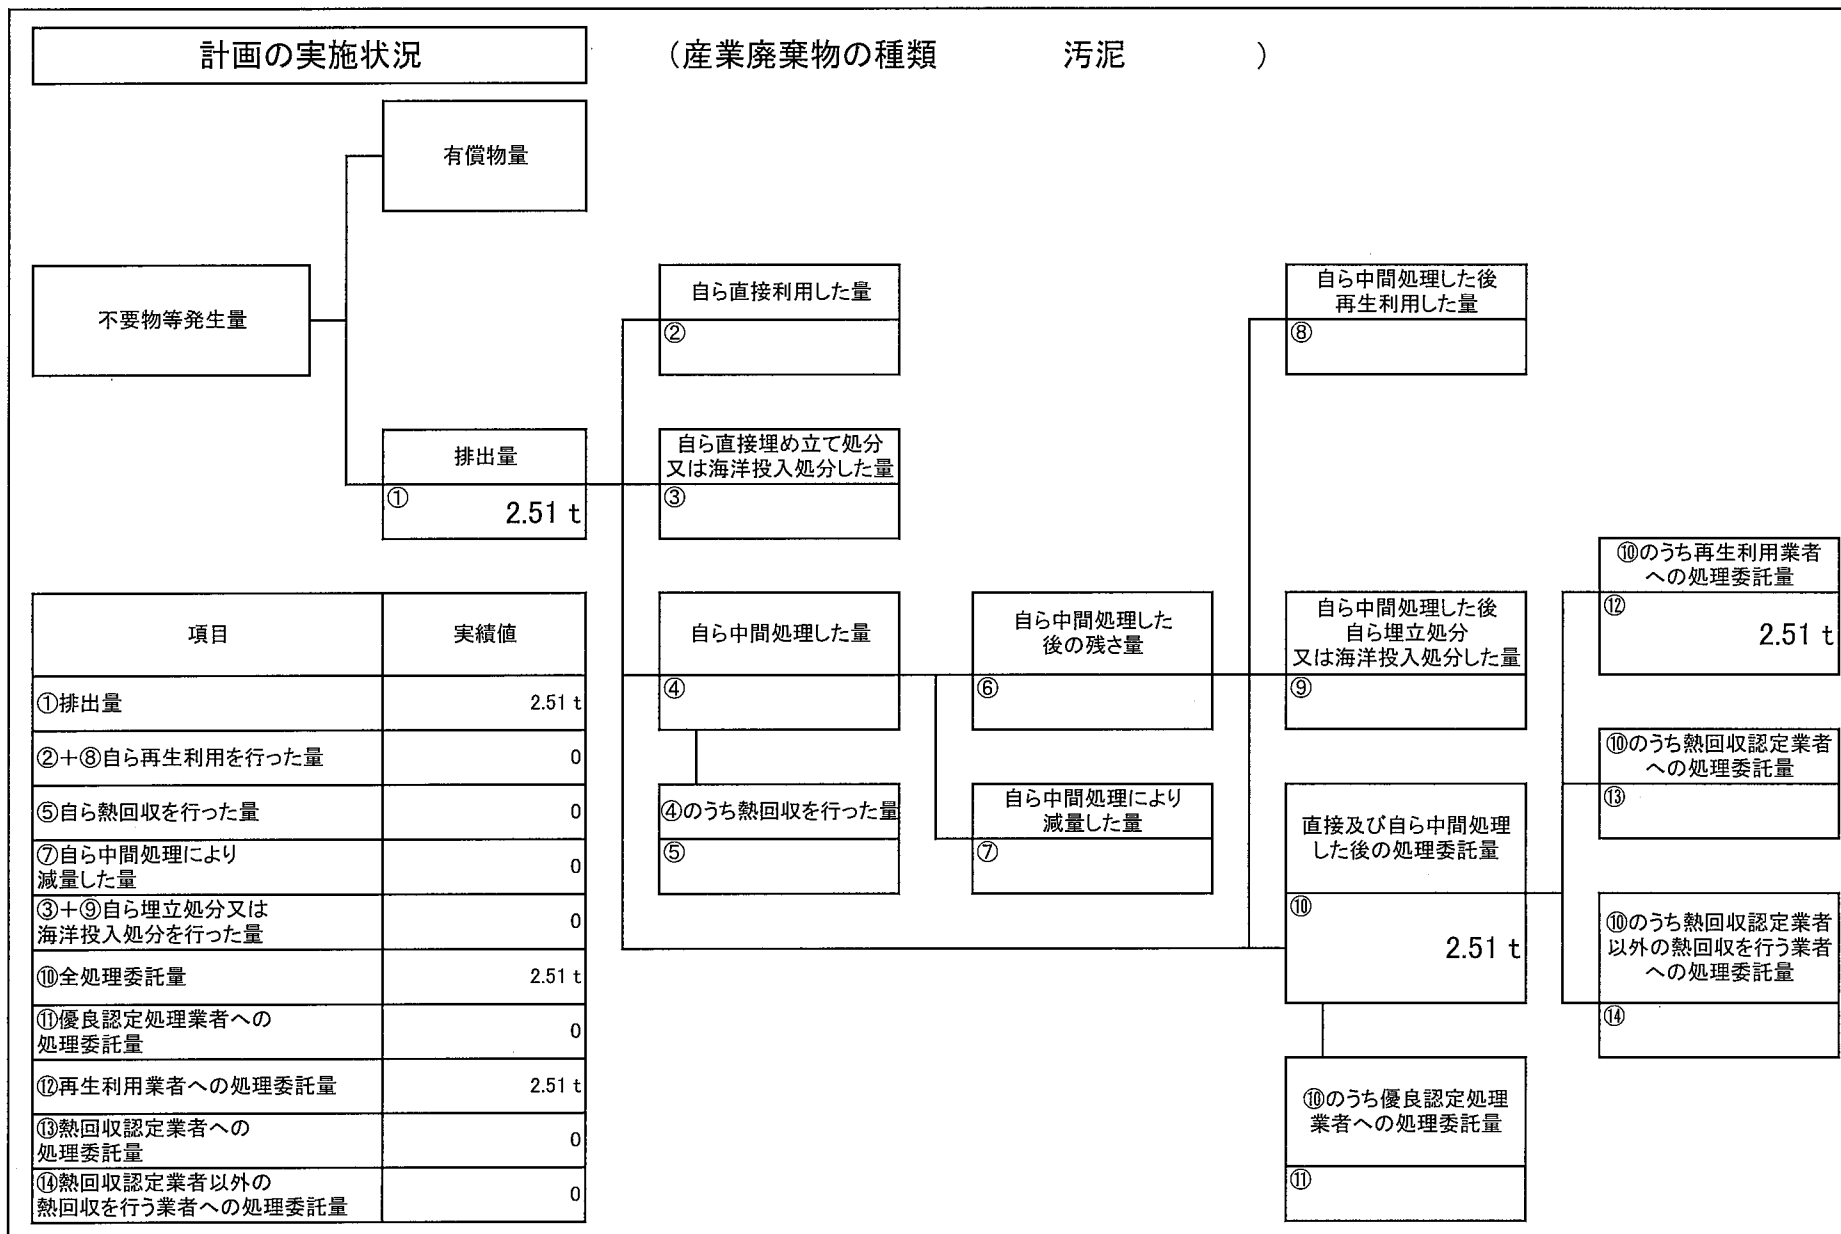 計画の実施状況
（産業廃棄物の種類　汚泥　）
有償物量
不要物等発生量
排出量
①
2.51 t
自ら直接利用した量
②
自ら直接埋め立て処分
又は海洋投入処分した量
③
自ら中間処理した量
④
④のうち熱回収を行った量
⑤
自ら中間処理した
後の残さ量
⑥
自ら中間処理により
減量した量
⑦
自ら中間処理した後
再生利用した量
⑧
自ら中間処理した後
自ら埋立処分
又は海洋投入処分した量
⑨
直接及び自ら中間処理
した後の処理委託量
⑩
2.51 t
⑩のうち優良認定処理
業者への処理委託量
⑪
⑩のうち再生利用業者
への処理委託量
⑫
2.51 t
⑩のうち熱回収認定業者
への処理委託量
⑬
⑩のうち熱回収認定業者
以外の熱回収を行う業者
への処理委託量
⑭
項目 実績値
①排出量 2.51 t
②＋⑧自ら再生利用を行った量 0
⑤自ら熱回収を行った量 0
⑦自ら中間処理により
減量した量 0
③＋⑨自ら埋立処分又は
海洋投入処分を行った量 0
⑩全処理委託量 2.51 t
⑪優良認定処理業者への
処理委託量 0
⑫再生利用業者への処理委託量 2.51 t
⑬熱回収認定業者への
処理委託量 0
⑭熱回収認定業者以外の
熱回収を行う業者への処理委託量 0